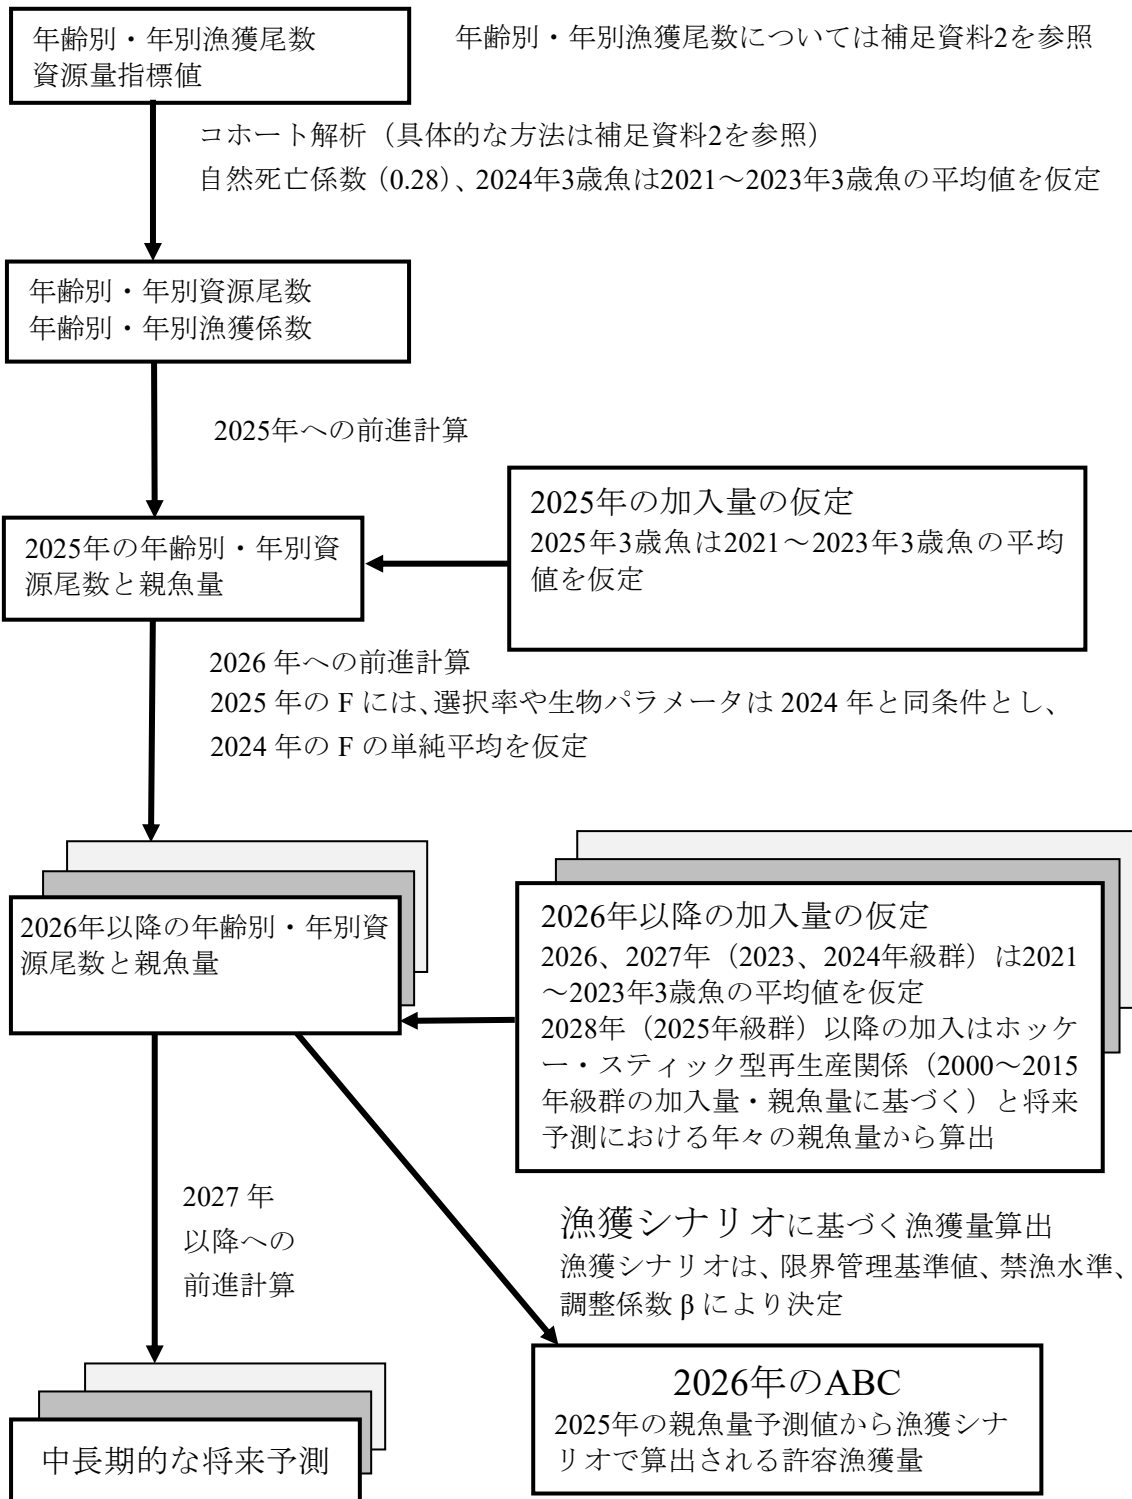 年齢別・年別漁獲尾数
資源量指標値
年齢別・年別漁獲尾数については補足資料2を参照
コホート解析（具体的な方法は補足資料2を参照）
自然死亡係数（0.28）、2024年3歳魚は2021～2023年3歳魚の平均値を仮定
年齢別・年別資源尾数
年齢別・年別漁獲係数
2025年への前進計算
2025年の加入量の仮定
2025年3歳魚は2021～2023年3歳魚の平均
値を仮定
2025年の年齢別・年別資
源尾数と親魚量
2026 年への前進計算
2025 年の F には、選択率や生物パラメータは 2024 年と同条件とし、
2024 年の F の単純平均を仮定
2026年以降の年齢別・年別資
源尾数と親魚量
2026年以降の加入量の仮定
2026、2027年（2023、2024年級群）は2021
～2023年3歳魚の平均値を仮定
2028年（2025年級群）以降の加入はホッケ
ー・スティック型再生産関係（2000～2015
年級群の加入量・親魚量に基づく）と将来
予測における年々の親魚量から算出
2027 年
以降への
前進計算
漁獲シナリオに基づく漁獲量算出
漁獲シナリオは、限界管理基準値、禁漁水準、
調整係数 β により決定
2026年のABC
2025年の親魚量予測値から漁獲シナ
リオで算出される許容漁獲量
中長期的な将来予測